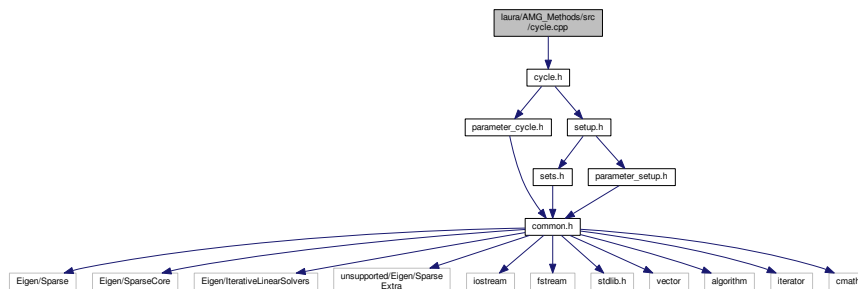 laura/AMG_Methods/src
/cycle.cpp
cycle.h
parameter_cycle.h
setup.h
sets.h
parameter_setup.h
common.h
Eigen/Sparse
Eigen/SparseCore
Eigen/IterativeLinearSolvers
unsupported/Eigen/Sparse
Extra
iostream
fstream
stdlib.h
vector
algorithm
iterator
cmath